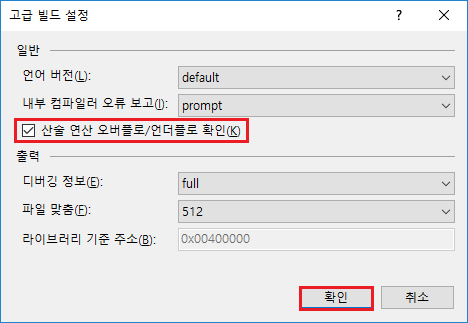 고급 빌드 설정
일반
언어 버전(L): default
내부 컴파일러 오류 보고(I): prompt
산술 연산 오버플로/언더플로 확인(K)
출력
디버깅 정보(E): full
파일 맞춤(F): 512
라이브러리 기준 주소(B): 0x00400000
확인 취소